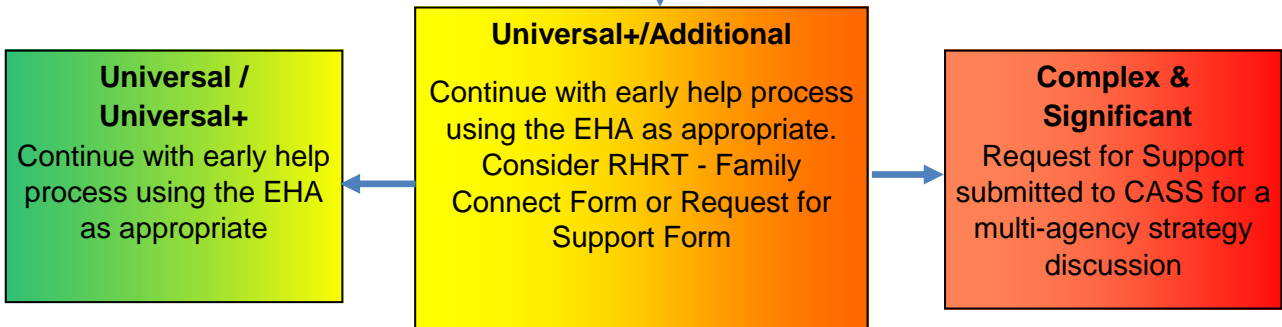 Universal /
Universal+
Continue with early help
process using the EHA
as appropriate
Universal+/Additional
Continue with early help process
using the EHA as appropriate.
Consider RHRT - Family
Connect Form or Request for
Support Form
Complex &
Significant
Request for Support
submitted to CASS for a
multi-agency strategy
discussion